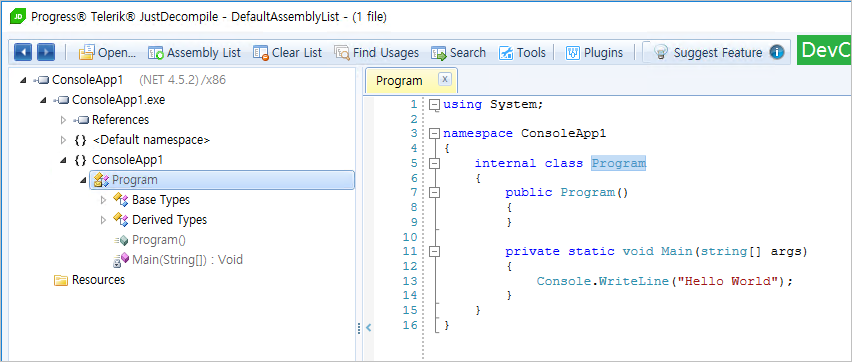 JD Progress® Telerik® JustDecompile - DefaultAssemblyList - (1 file)
Open... Assembly List Clear List Find Usages Search Tools Plugins Suggest Feature DevC
ConsoleApp1 (NET 4.5.2) /x86
ConsoleApp1.exe
References
{ } <Default namespace>
{ } ConsoleApp1
Program
Base Types
Derived Types
Program()
Main(String[]) : Void
Resources
Program x
1 using System;
2
3 namespace ConsoleApp1
4 {
5 internal class Program
6 {
7 public Program()
8 {
9 }
10
11 private static void Main(string[] args)
12 {
13 Console.WriteLine("Hello World");
14 }
15 }
16 }